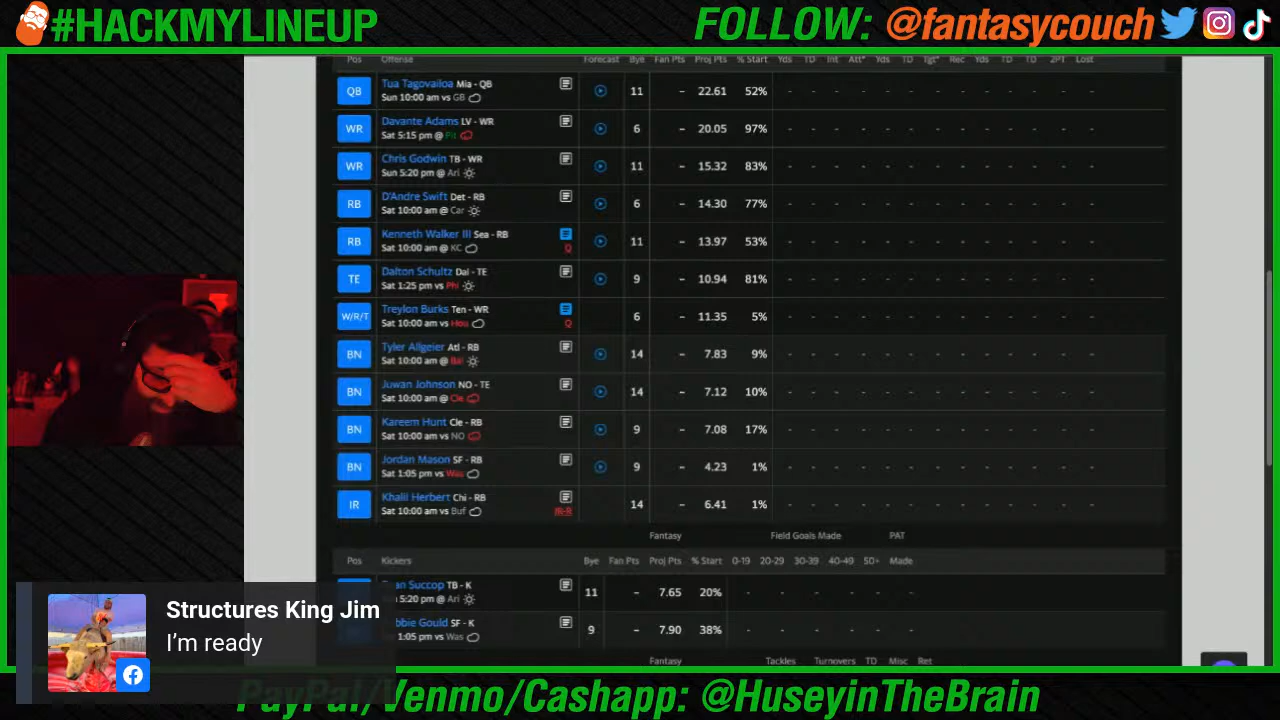 #HACKMYLINEUP
FOLLOW: @fantasycouch
Pos Offense Forecast Bye Fan Pts Proj Pts % Start Yds TD Int Att* Yds TD Tgt* Rec Yds TD TD 2PT Lost
QB Tua Tagovailoa Mia - QB 11 - 22.61 52% - - - - - - - - - - - - -
Sun 10:00 am vs GB
WR Davante Adams LV - WR 6 - 20.05 97% - - - - - - - - - - - - -
Sat 5:15 pm @ Pit
WR Chris Godwin TB - WR 11 - 15.32 83% - - - - - - - - - - - - -
Sun 5:20 pm @ Ari
RB D'Andre Swift Det - RB 6 - 14.30 77% - - - - - - - - - - - - -
Sat 10:00 am @ Car
RB Kenneth Walker III Sea - RB 11 - 13.97 53% - - - - - - - - - - - - -
Sat 10:00 am @ KC Q
TE Dalton Schultz Dal - TE 9 - 10.94 81% - - - - - - - - - - - - -
Sat 1:25 pm vs Phi
W/R/T Treylon Burks Ten - WR 6 - 11.35 5% - - - - - - - - - - - - -
Sat 10:00 am vs Hou Q
BN Tyler Allgeier Atl - RB 14 - 7.83 9% - - - - - - - - - - - - -
Sat 10:00 am @ Bal
BN Juwan Johnson NO - TE 14 - 7.12 10% - - - - - - - - - - - - -
Sat 10:00 am @ Cle
BN Kareem Hunt Cle - RB 9 - 7.08 17% - - - - - - - - - - - - -
Sat 10:00 am vs NO
BN Jordan Mason SF - RB 9 - 4.23 1% - - - - - - - - - - - - -
Sat 1:05 pm vs Was
IR Khalil Herbert Chi - RB 14 - 6.41 1% - - - - - - - - - - - - -
Sat 10:00 am vs Buf IR-R
Fantasy Field Goals Made PAT
Pos Kickers Bye Fan Pts Proj Pts % Start 0-19 20-29 30-39 40-49 50+ Made
an Succop TB - K 11 - 7.65 20% - - - - - -
5:20 pm @ Ari
bbie Gould SF - K 9 - 7.90 38% - - - - - -
1:05 pm vs Was
Fantasy Tackles Turnovers TD Misc Ret
Structures King Jim
I'm ready
PayPal/Venmo/Cashapp: @HuseyinTheBrain